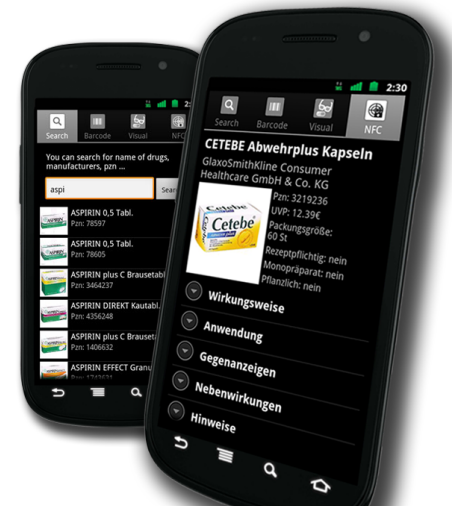 2:
Search
Barcode
Visual
NFC
You can search for name of drugs,
manufacturers, pzn ...
aspi
Sear
ASPIRIN 0,5 Tabl.
Pzn: 78597
ASPIRIN 0,5 Tabl.
Pzn: 78605
ASPIRIN plus C Brausetabl
Pzn: 3464237
ASPIRIN DIREKT Kautabl.
Pzn: 4356248
ASPIRIN plus C Brauseta
Pzn: 1406632
ASPIRIN EFFECT Granu
2:30
Search
Barcode
Visual
NFC
CETEBE Abwehrplus Kapseln
GlaxoSmithKline Consumer
Healthcare GmbH & Co. KG
Cetebe
Pzn: 3219236
UVP: 12.39€
Packungsgröße:
60 St
Rezeptpflichtig: nein
Monopräparat: nein
Pflanzlich: nein
Wirkungsweise
Anwendung
Gegenanzeigen
Nebenwirkungen
Hinweise